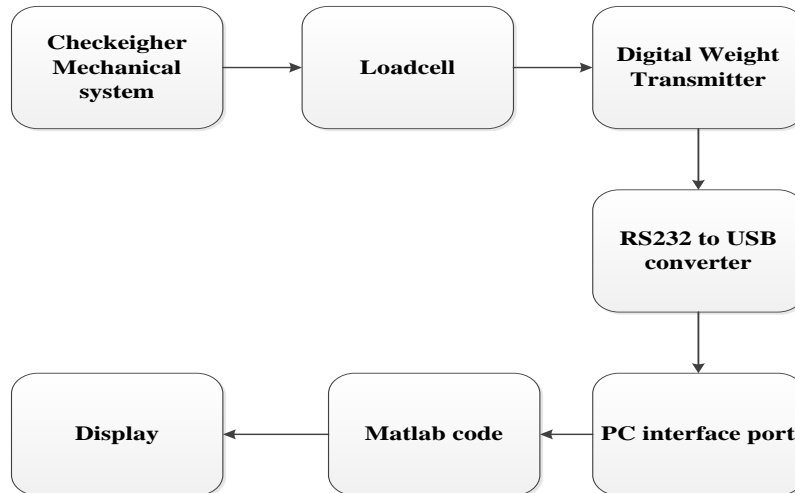 Checkeigher
Mechanical
system
Loadcell
Digital Weight
Transmitter
RS232 to USB
converter
PC interface port
Matlab code
Display